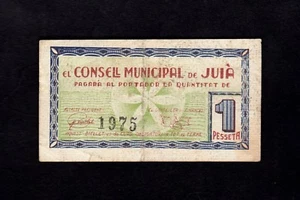 EL CONSELL MUNICIPAL DE JUIÀ
PAGARÀ AL PORTADOR LA QUANTITAT DE
1975
1
PESSETA